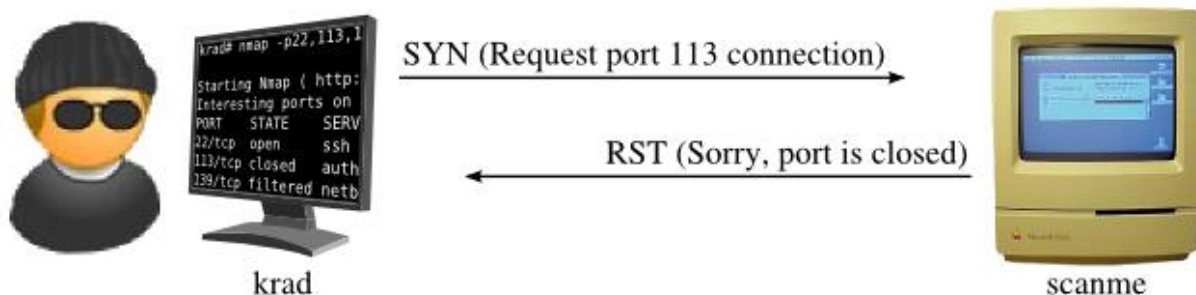 krad# nmap -p22,113,1
Starting Nmap ( http:
Interesting ports on
PORT STATE SERV
22/tcp open ssh
113/tcp closed auth
139/tcp filtered netb
SYN (Request port 113 connection)
RST (Sorry, port is closed)
krad
scanme